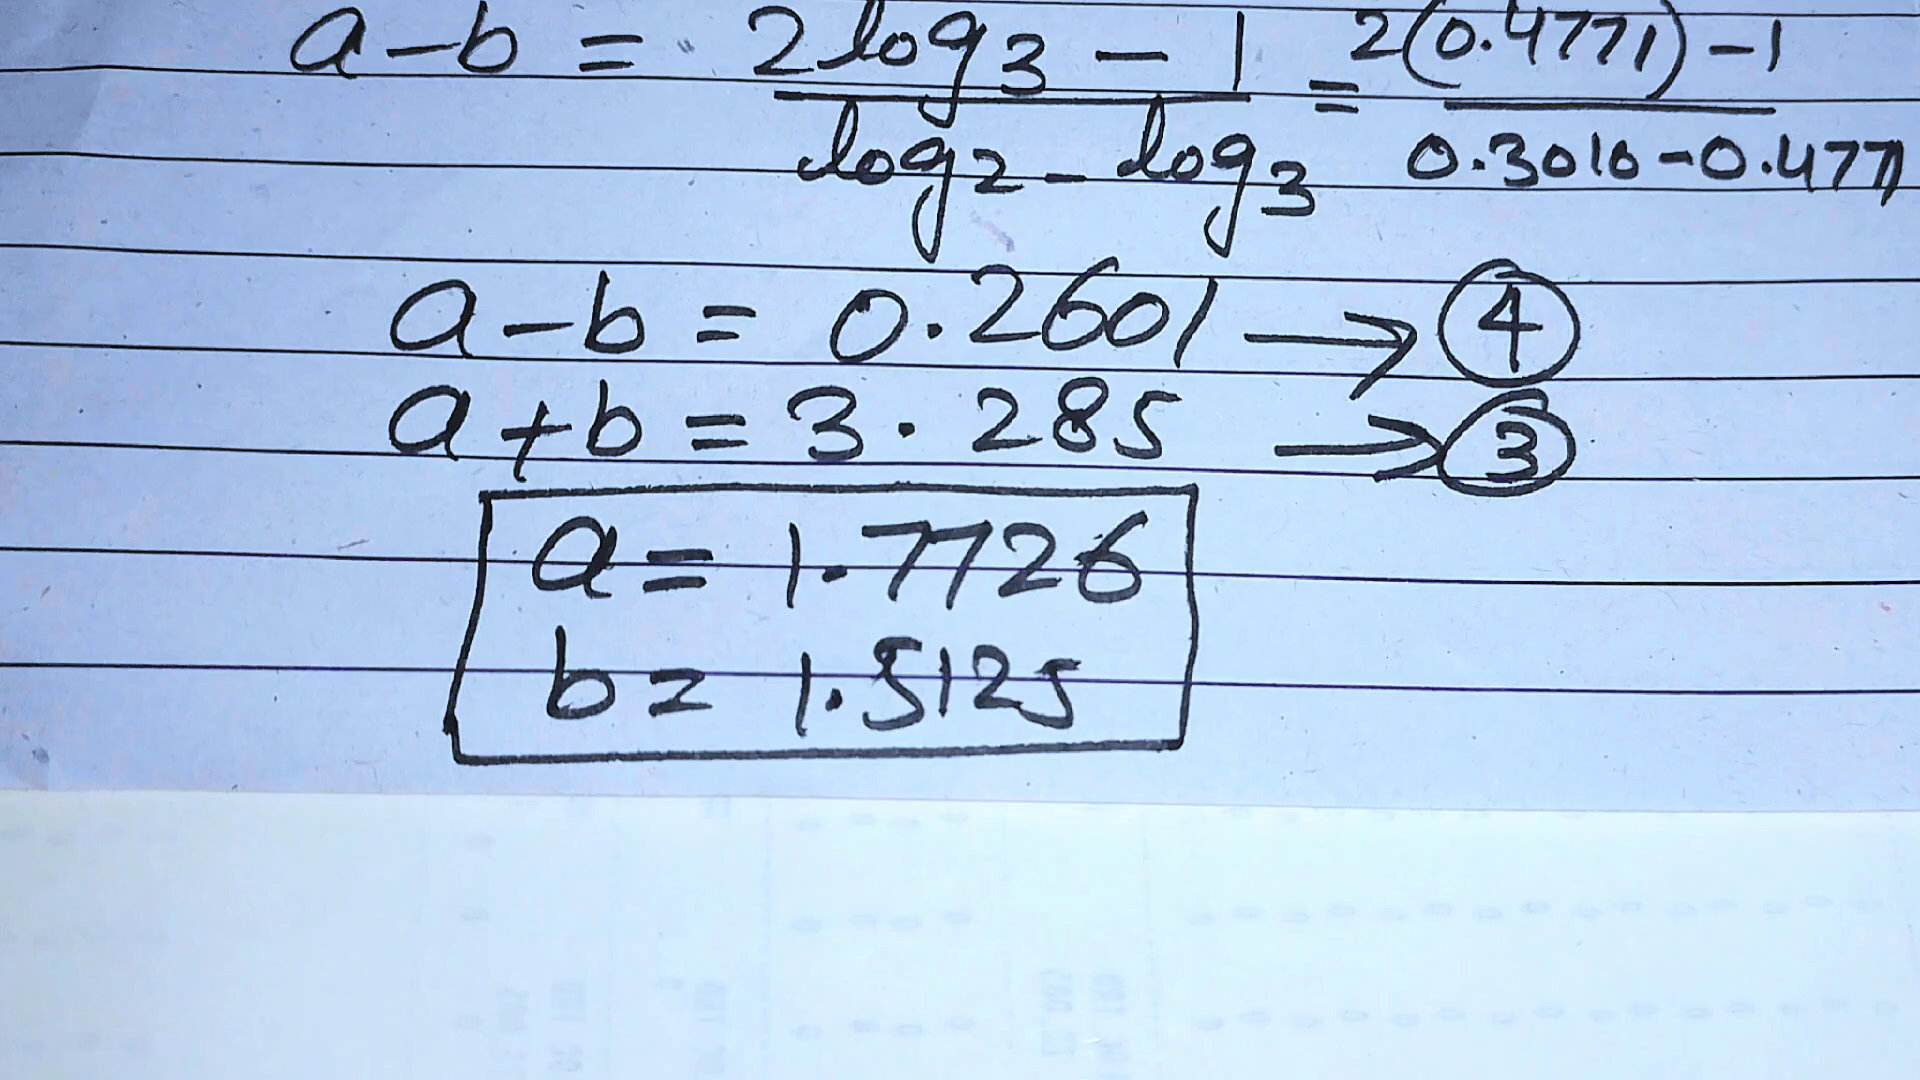 a-b = 2log3 - 1 / log2 - log3 = 2(0.4771) - 1 / 0.3010 - 0.4771
a-b = 0.2601 → 4
a+b = 3.285 → 3
a = 1.7726
b = 1.5125